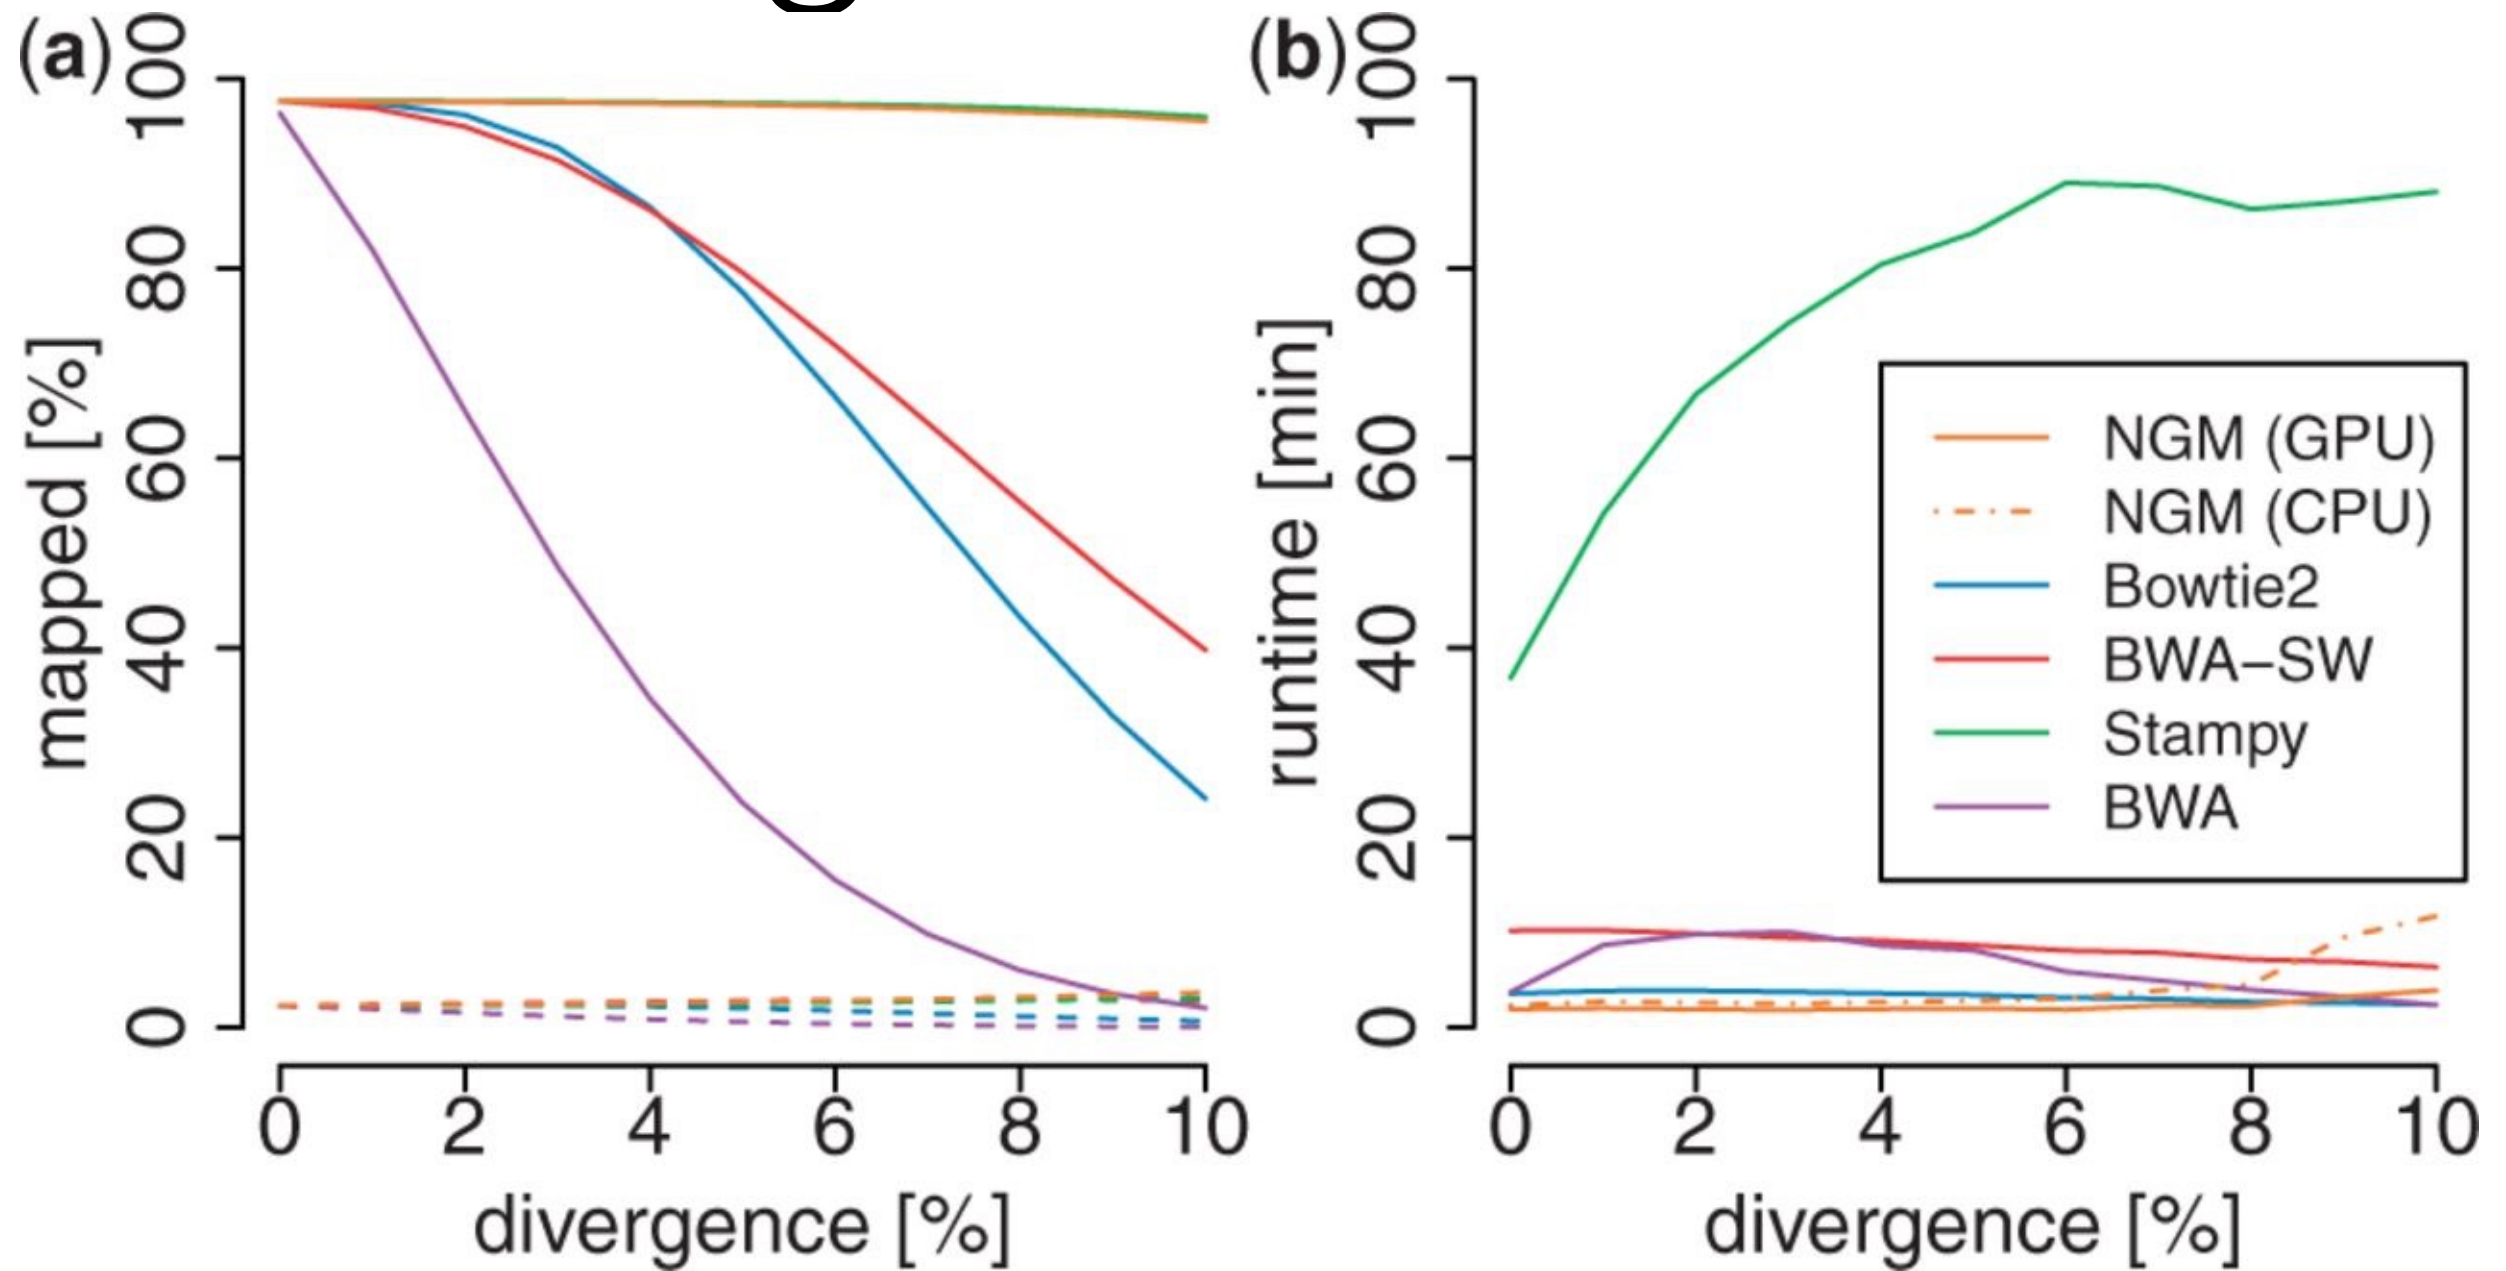 (a)
mapped [%]
100
80
60
40
20
0
0 2 4 6 8 10
divergence [%]
(b)
runtime [min]
100
80
60
40
20
0
NGM (GPU)
NGM (CPU)
Bowtie2
BWA–SW
Stampy
BWA
0 2 4 6 8 10
divergence [%]